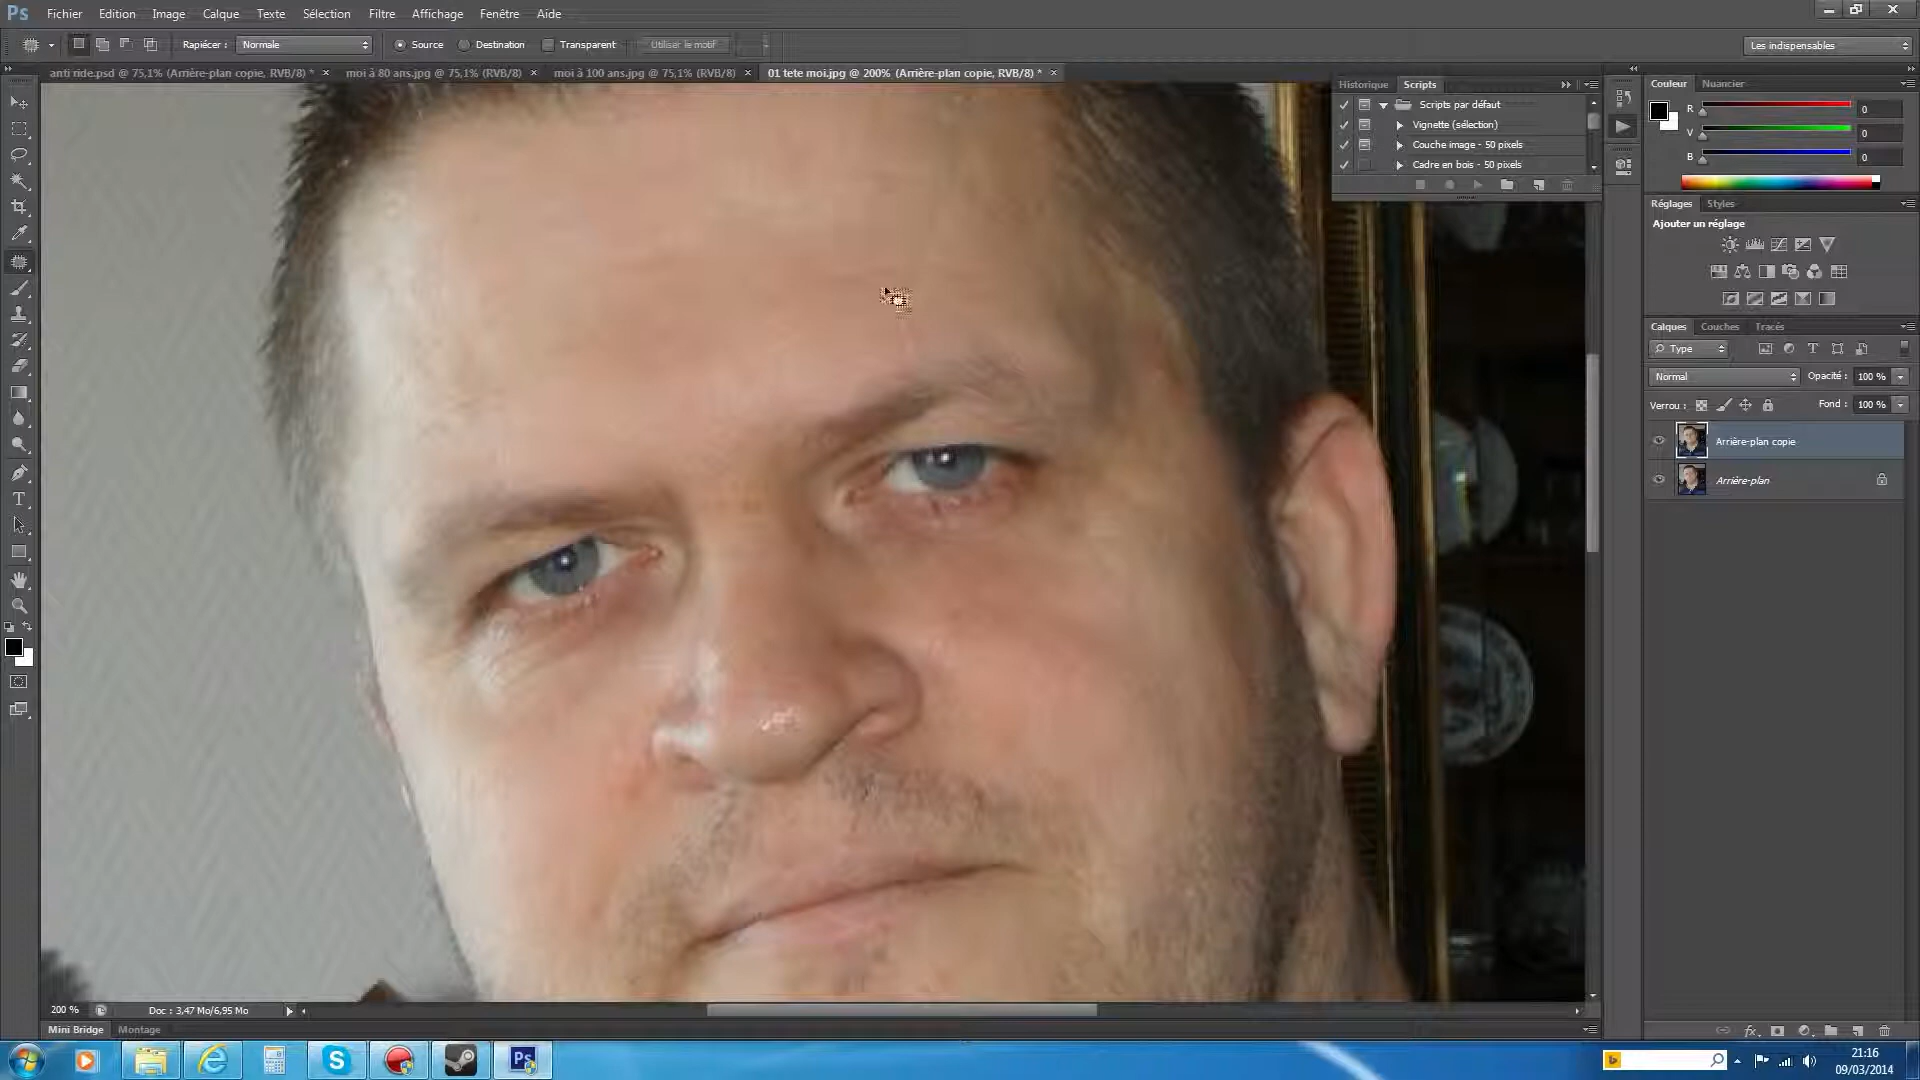 Ps Fichier Edition Image Calque Texte Sélection Filtre Affichage Fenêtre Aide
Rapiécer : Normale Source Destination Transparent Utiliser le motif Les indispensables
anti ride.psd @ 75,1% (Arrière-plan copie, RVB/8) * × moi à 80 ans.jpg @ 75,1% (RVB/8) × moi à 100 ans.jpg @ 75,1% (RVB/8) × 01 tete moi.jpg @ 200% (Arrière-plan copie, RVB/8) * ×
Historique Scripts
Scripts par défaut
Vignette (sélection)
Couche image - 50 pixels
Cadre en bois - 50 pixels
Couleur Nuancier
R 0
V 0
B 0
Réglages Styles
Ajouter un réglage
Calques Couches Tracés
Type
Normal Opacité : 100 %
Verrou : Fond : 100 %
Arrière-plan copie
Arrière-plan
200 % Doc : 3,47 Mo/6,95 Mo
Mini Bridge Montage
21:16
09/03/2014